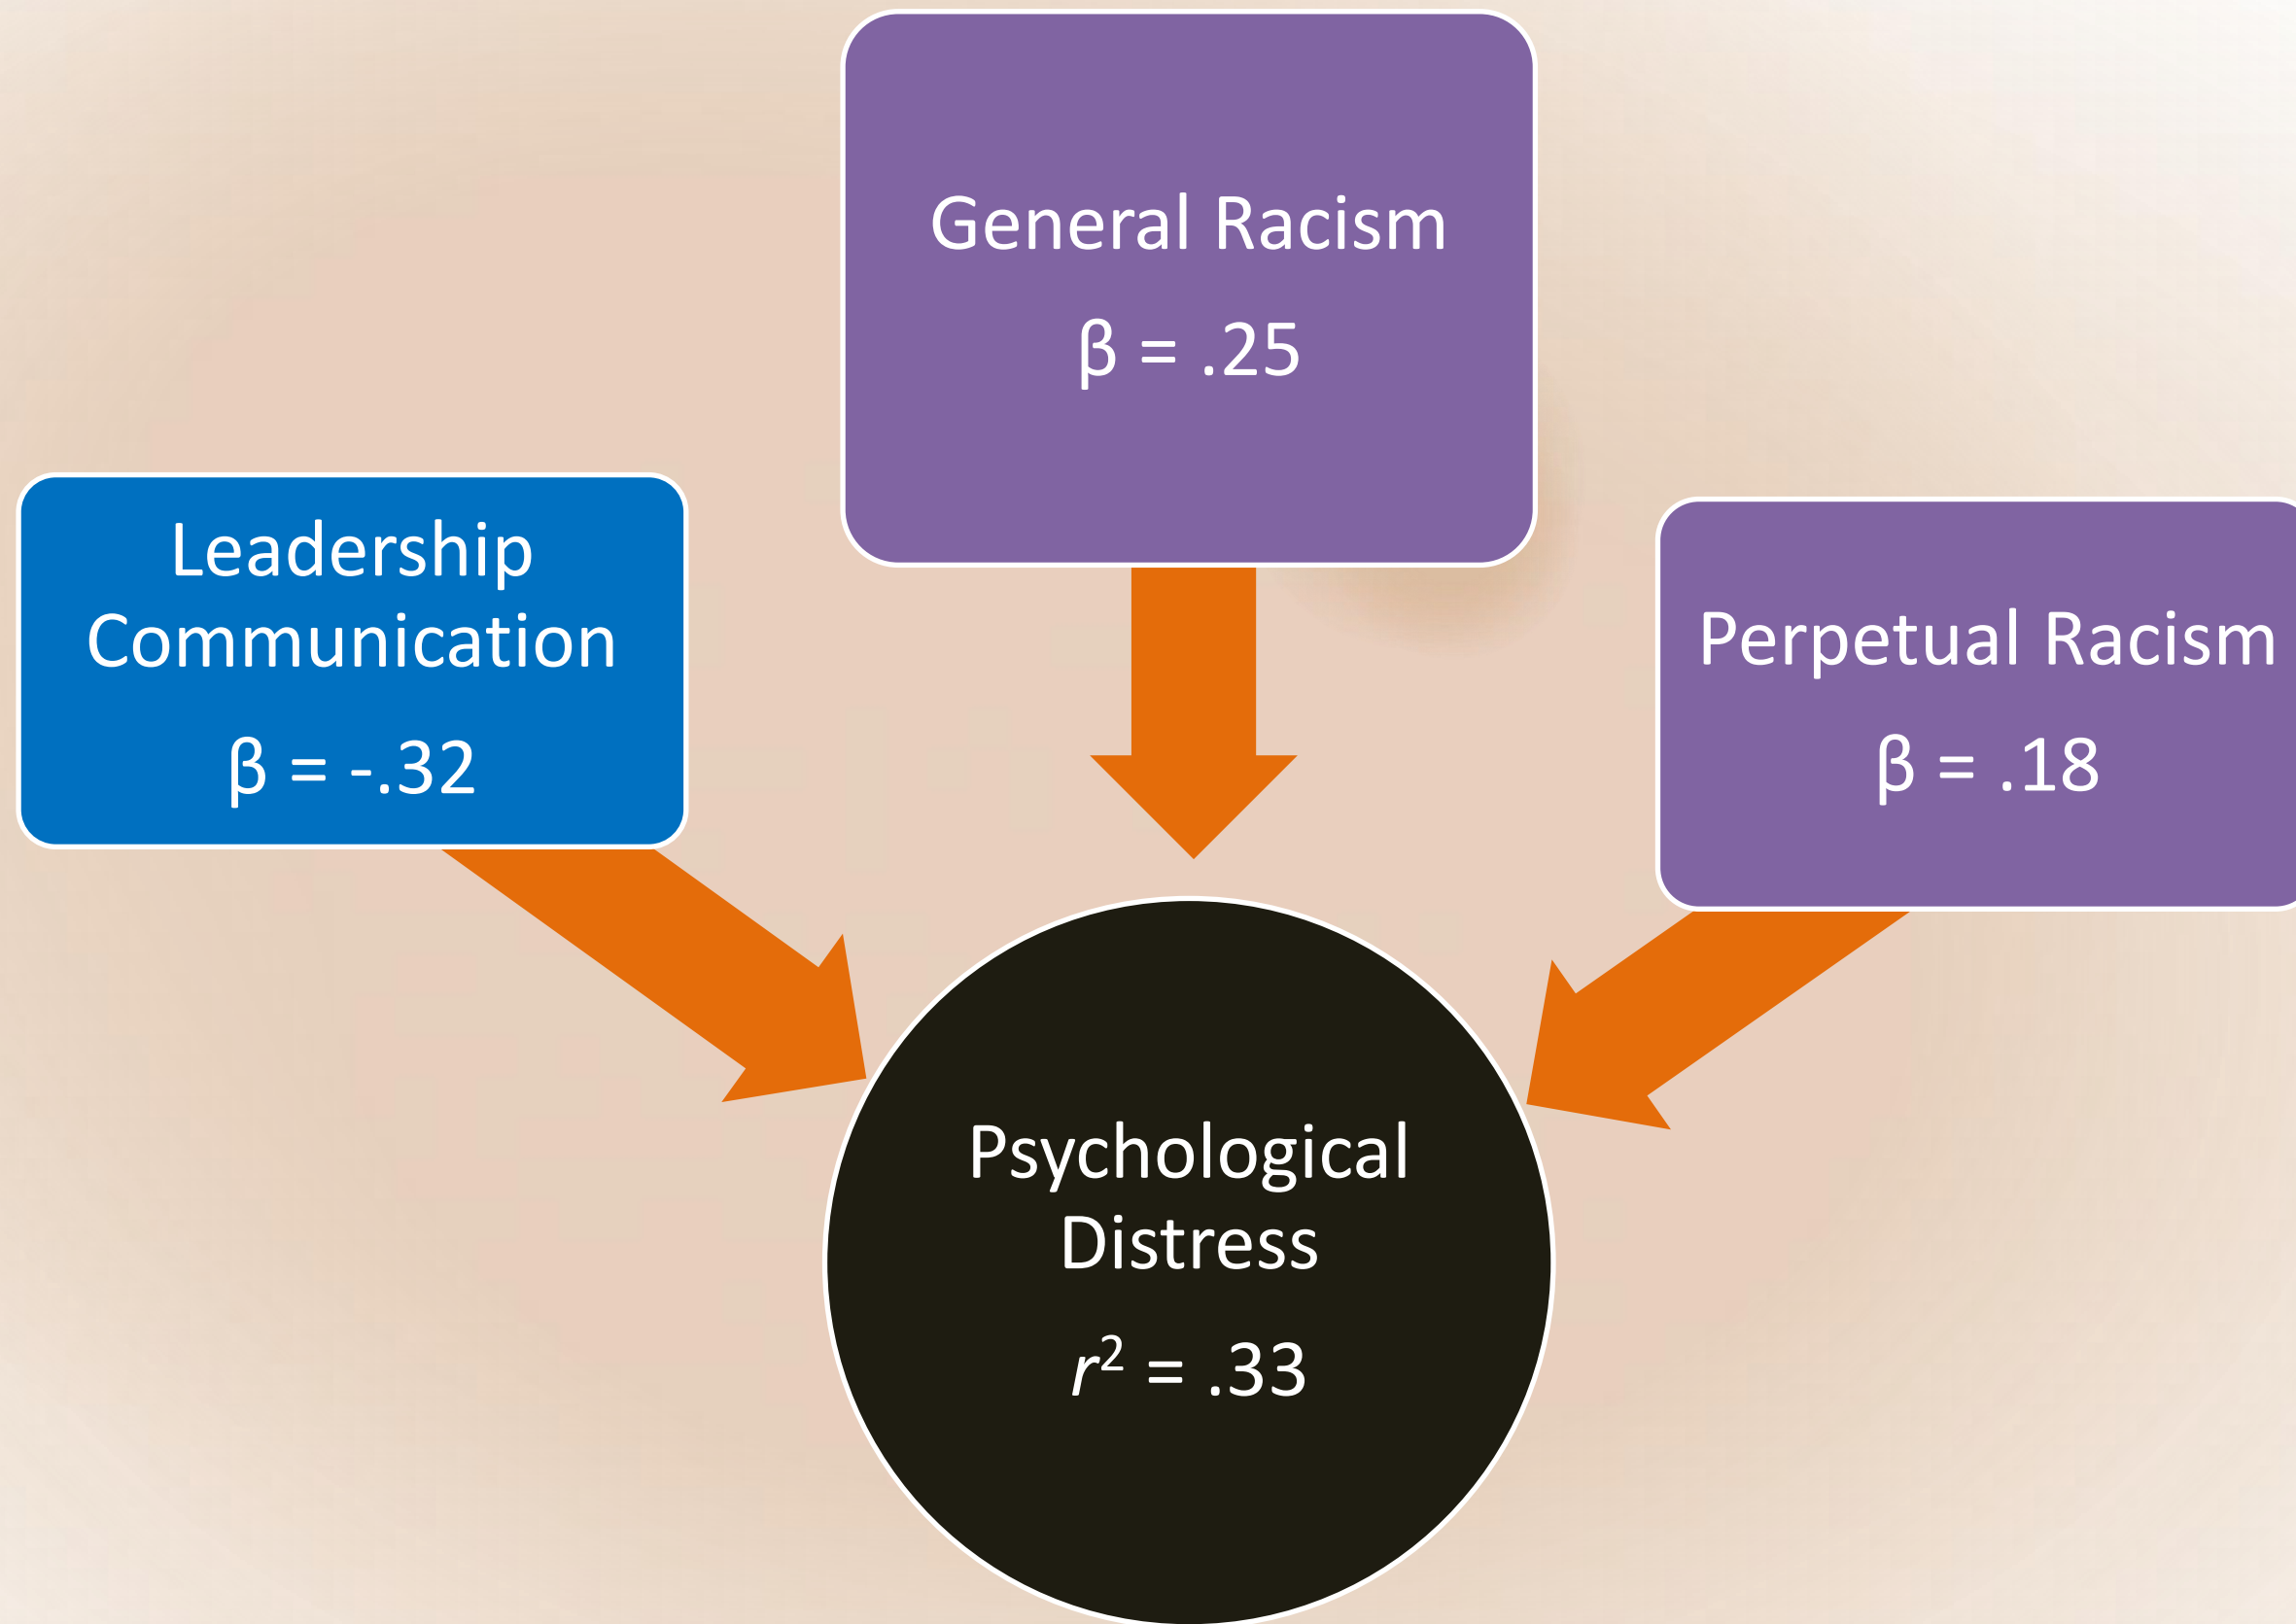 General Racism
β = .25
Leadership
Communication
β = -.32
Perpetual Racism
β = .18
Psychological
Distress
r² = .33